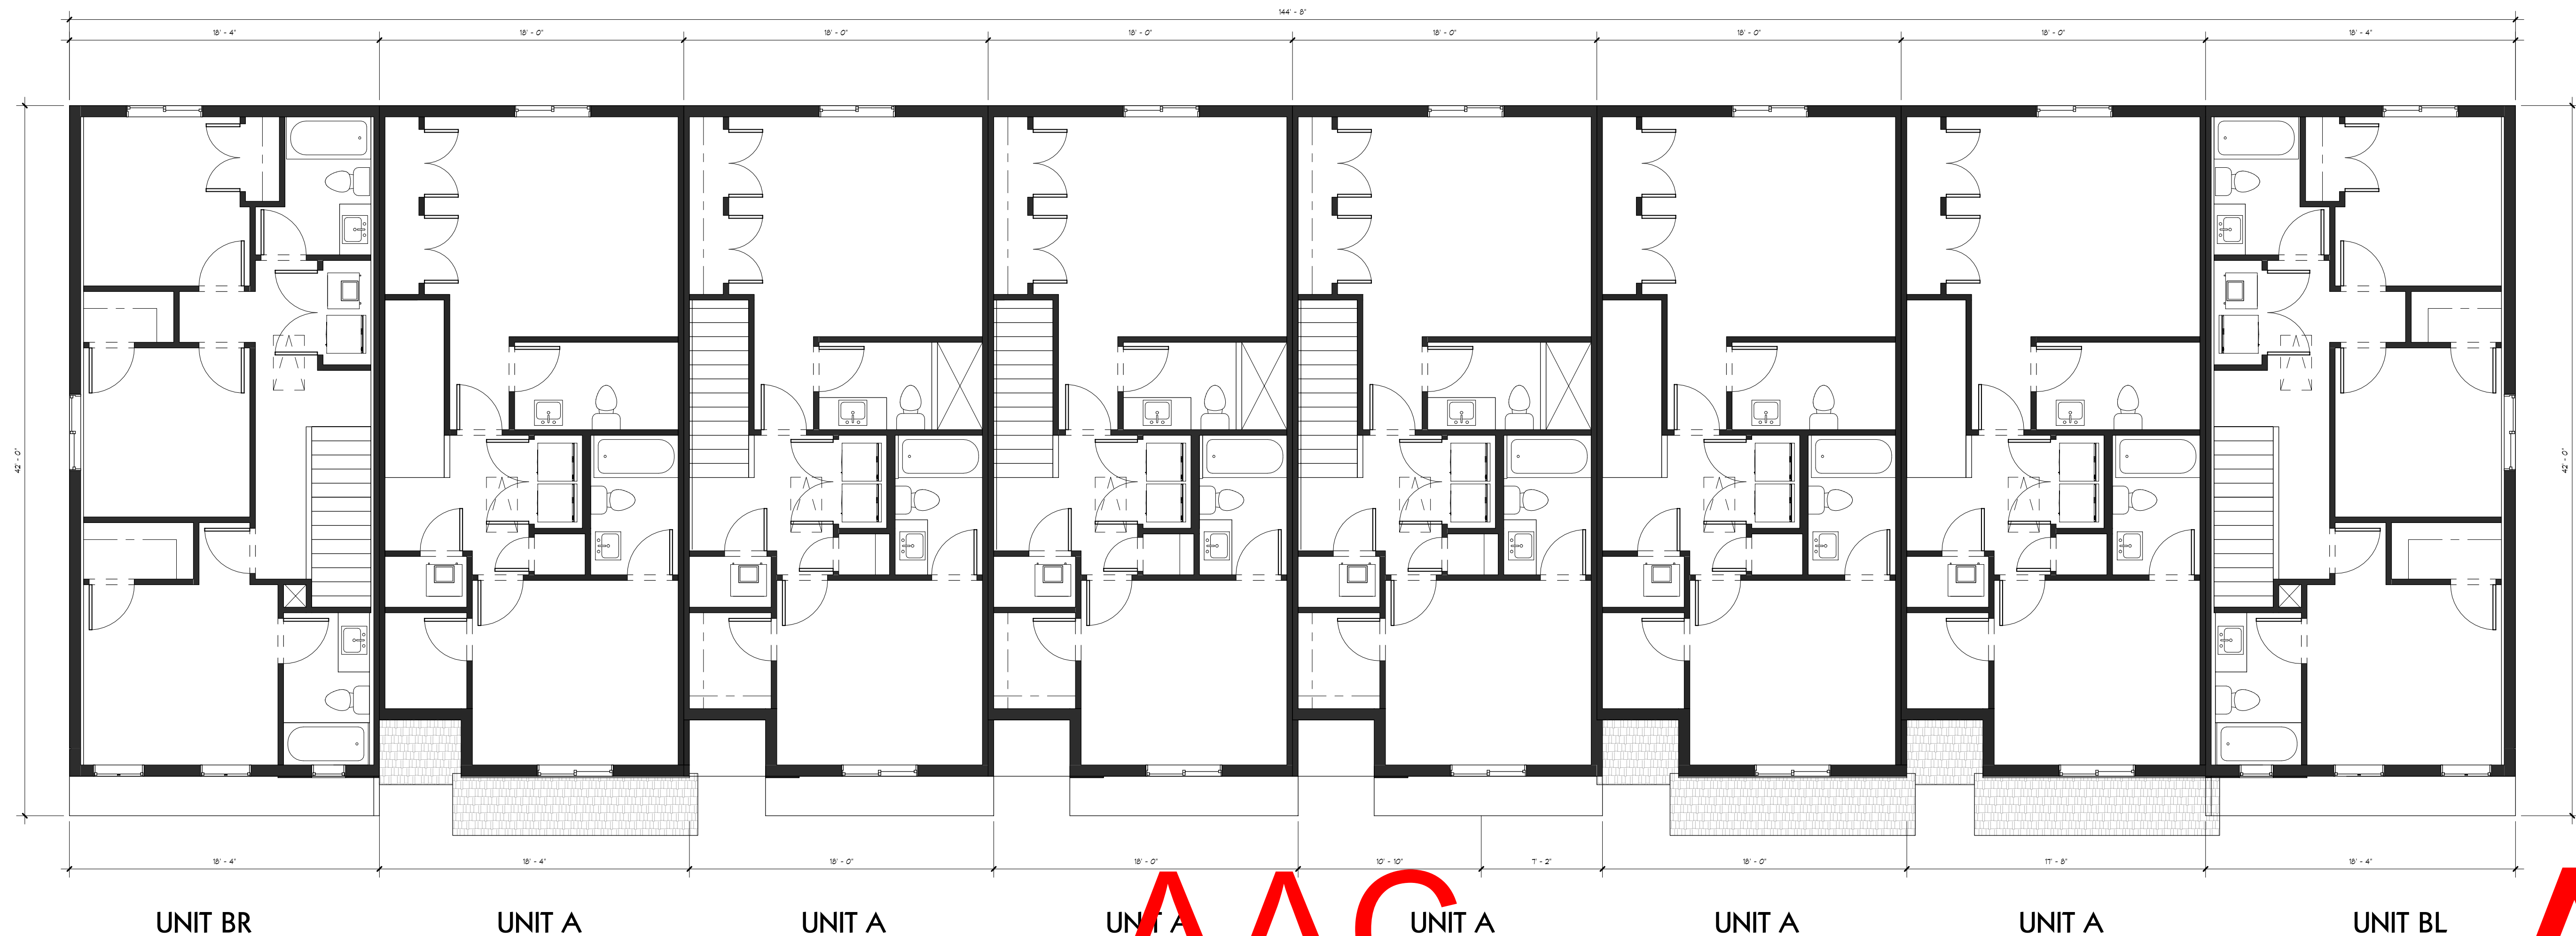 144' - 8"
18' - 4" 18' - 0" 18' - 0" 18' - 0" 18' - 0" 18' - 0" 18' - 0" 18' - 4"
42' - 0" 42' - 0"
18' - 4" 18' - 4" 18' - 0" 18' - 0" 10' - 10" 7' - 2" 18' - 0" 17' - 8" 18' - 4"
UNIT BR UNIT A UNIT A UNIT A UNIT A UNIT A UNIT A UNIT BL